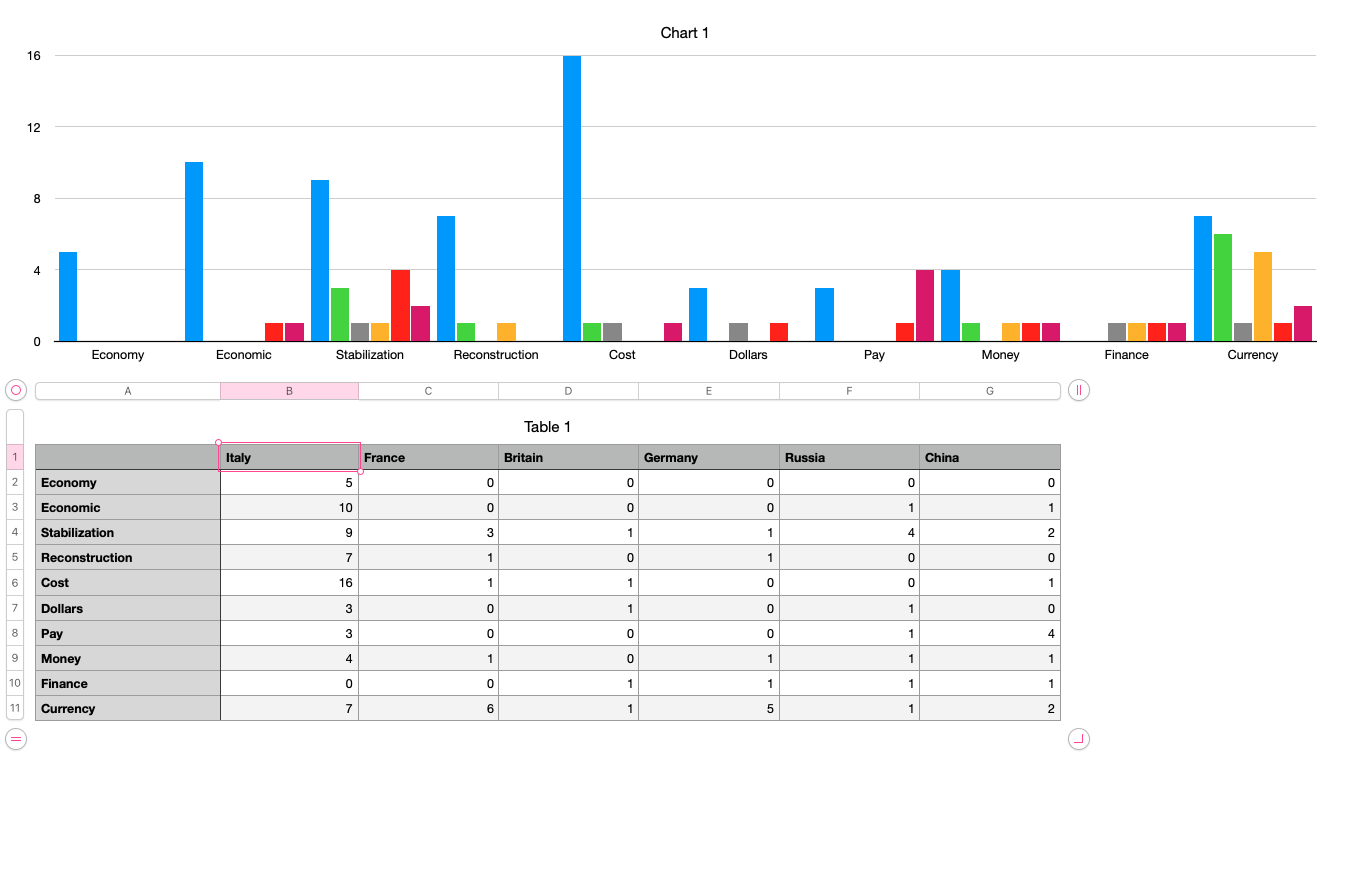 Chart 1
16
12
8
4
0
Economy Economic Stabilization Reconstruction Cost Dollars Pay Money Finance Currency
A B C D E F G
Table 1
1 Italy France Britain Germany Russia China
2 Economy 5 0 0 0 0 0
3 Economic 10 0 0 0 1 1
4 Stabilization 9 3 1 1 4 2
5 Reconstruction 7 1 0 1 0 0
6 Cost 16 1 1 0 0 1
7 Dollars 3 0 1 0 1 0
8 Pay 3 0 0 0 1 4
9 Money 4 1 0 1 1 1
10 Finance 0 0 1 1 1 1
11 Currency 7 6 1 5 1 2